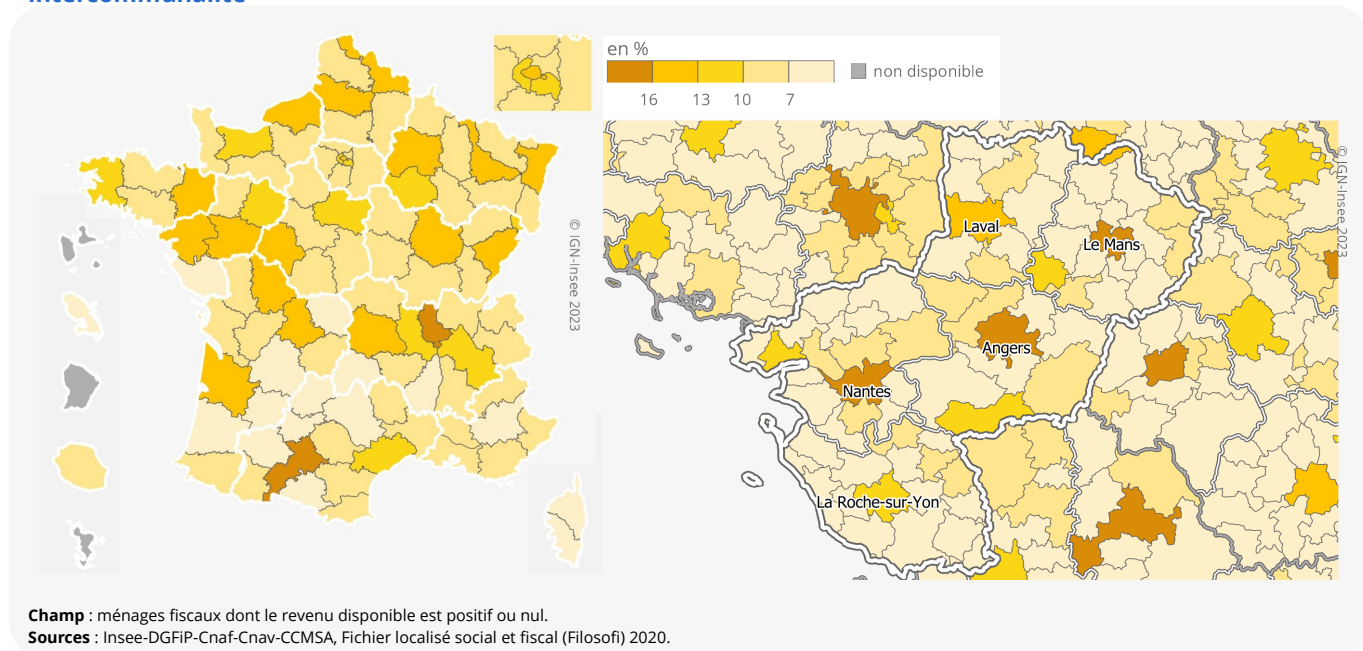 intercommunalité
en %
non disponible
16 13 10 7
© IGN-Insee 2023
© IGN-Insee 2023
Laval
Le Mans
Angers
Nantes
La Roche-sur-Yon
Champ : ménages fiscaux dont le revenu disponible est positif ou nul.
Sources : Insee-DGFiP-Cnaf-Cnav-CCMSA, Fichier localisé social et fiscal (Filosofi) 2020.